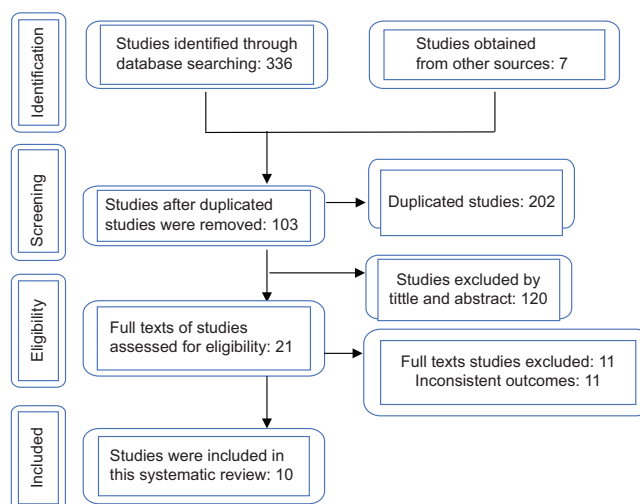 Identification
Studies identified through
database searching: 336
Studies obtained
from other sources: 7
Screening
Studies after duplicated
studies were removed: 103
Duplicated studies: 202
Studies excluded by
tittle and abstract: 120
Eligibility
Full texts of studies
assessed for eligibility: 21
Full texts studies excluded: 11
Inconsistent outcomes: 11
Included
Studies were included in
this systematic review: 10